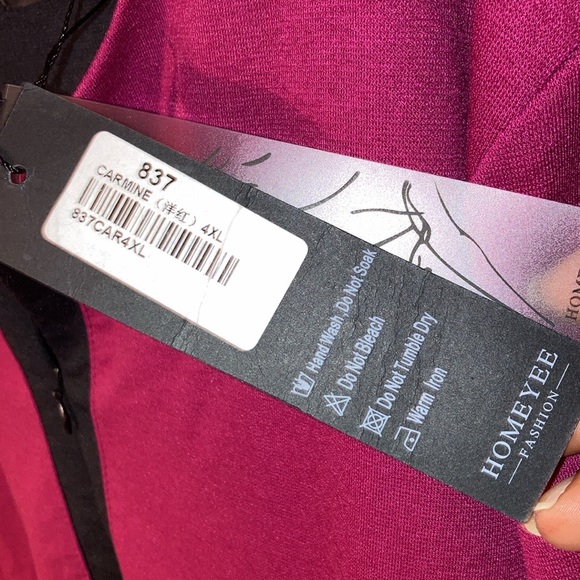 837
CARMINE（洋红）4XL
837CAR4XL
Hand Wash ,Do Not Soak
Do Not Bleach
Do Not Tumble Dry
Warm Iron
HOMEYEE
FASHION
HOM